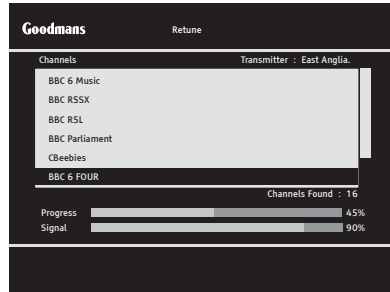 Goodmans Retune
Channels Transmitter : East Anglia.
BBC 6 Music
BBC R5SX
BBC R5L
BBC Parliament
CBeebies
BBC 6 FOUR
Channels Found : 16
Progress 45%
Signal 90%